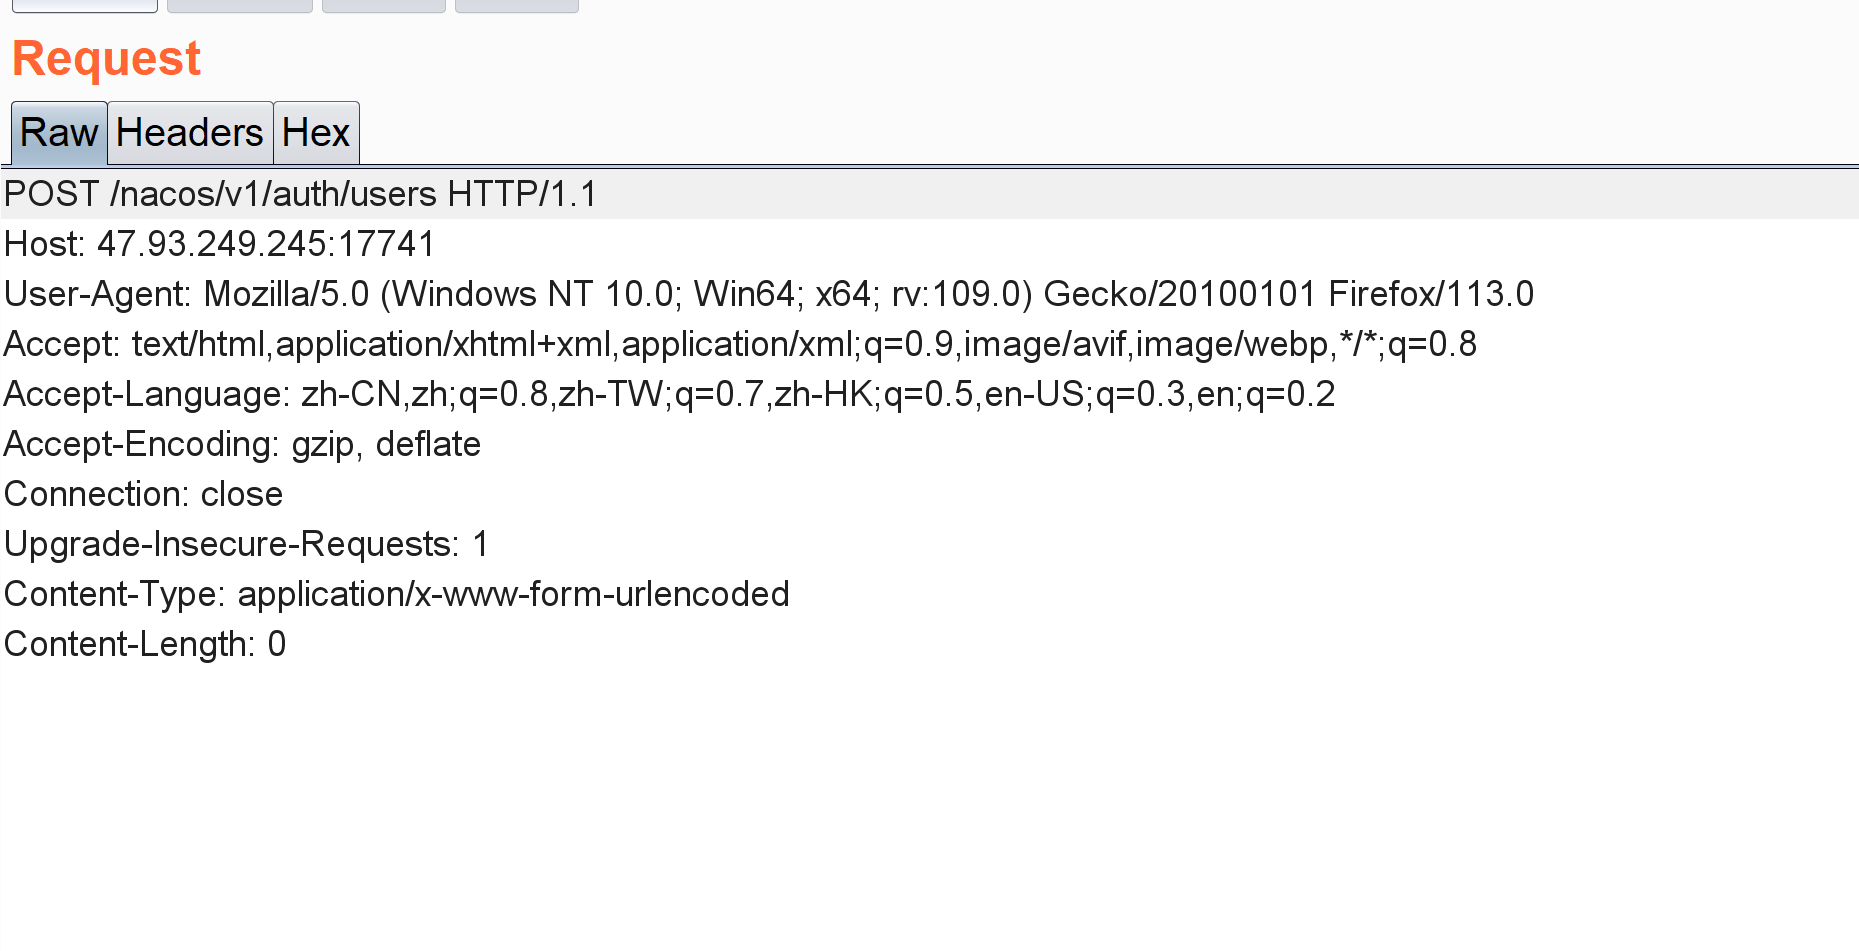 Request
Raw Headers Hex
POST /nacos/v1/auth/users HTTP/1.1
Host: 47.93.249.245:17741
User-Agent: Mozilla/5.0 (Windows NT 10.0; Win64; x64; rv:109.0) Gecko/20100101 Firefox/113.0
Accept: text/html,application/xhtml+xml,application/xml;q=0.9,image/avif,image/webp,*/*;q=0.8
Accept-Language: zh-CN,zh;q=0.8,zh-TW;q=0.7,zh-HK;q=0.5,en-US;q=0.3,en;q=0.2
Accept-Encoding: gzip, deflate
Connection: close
Upgrade-Insecure-Requests: 1
Content-Type: application/x-www-form-urlencoded
Content-Length: 0